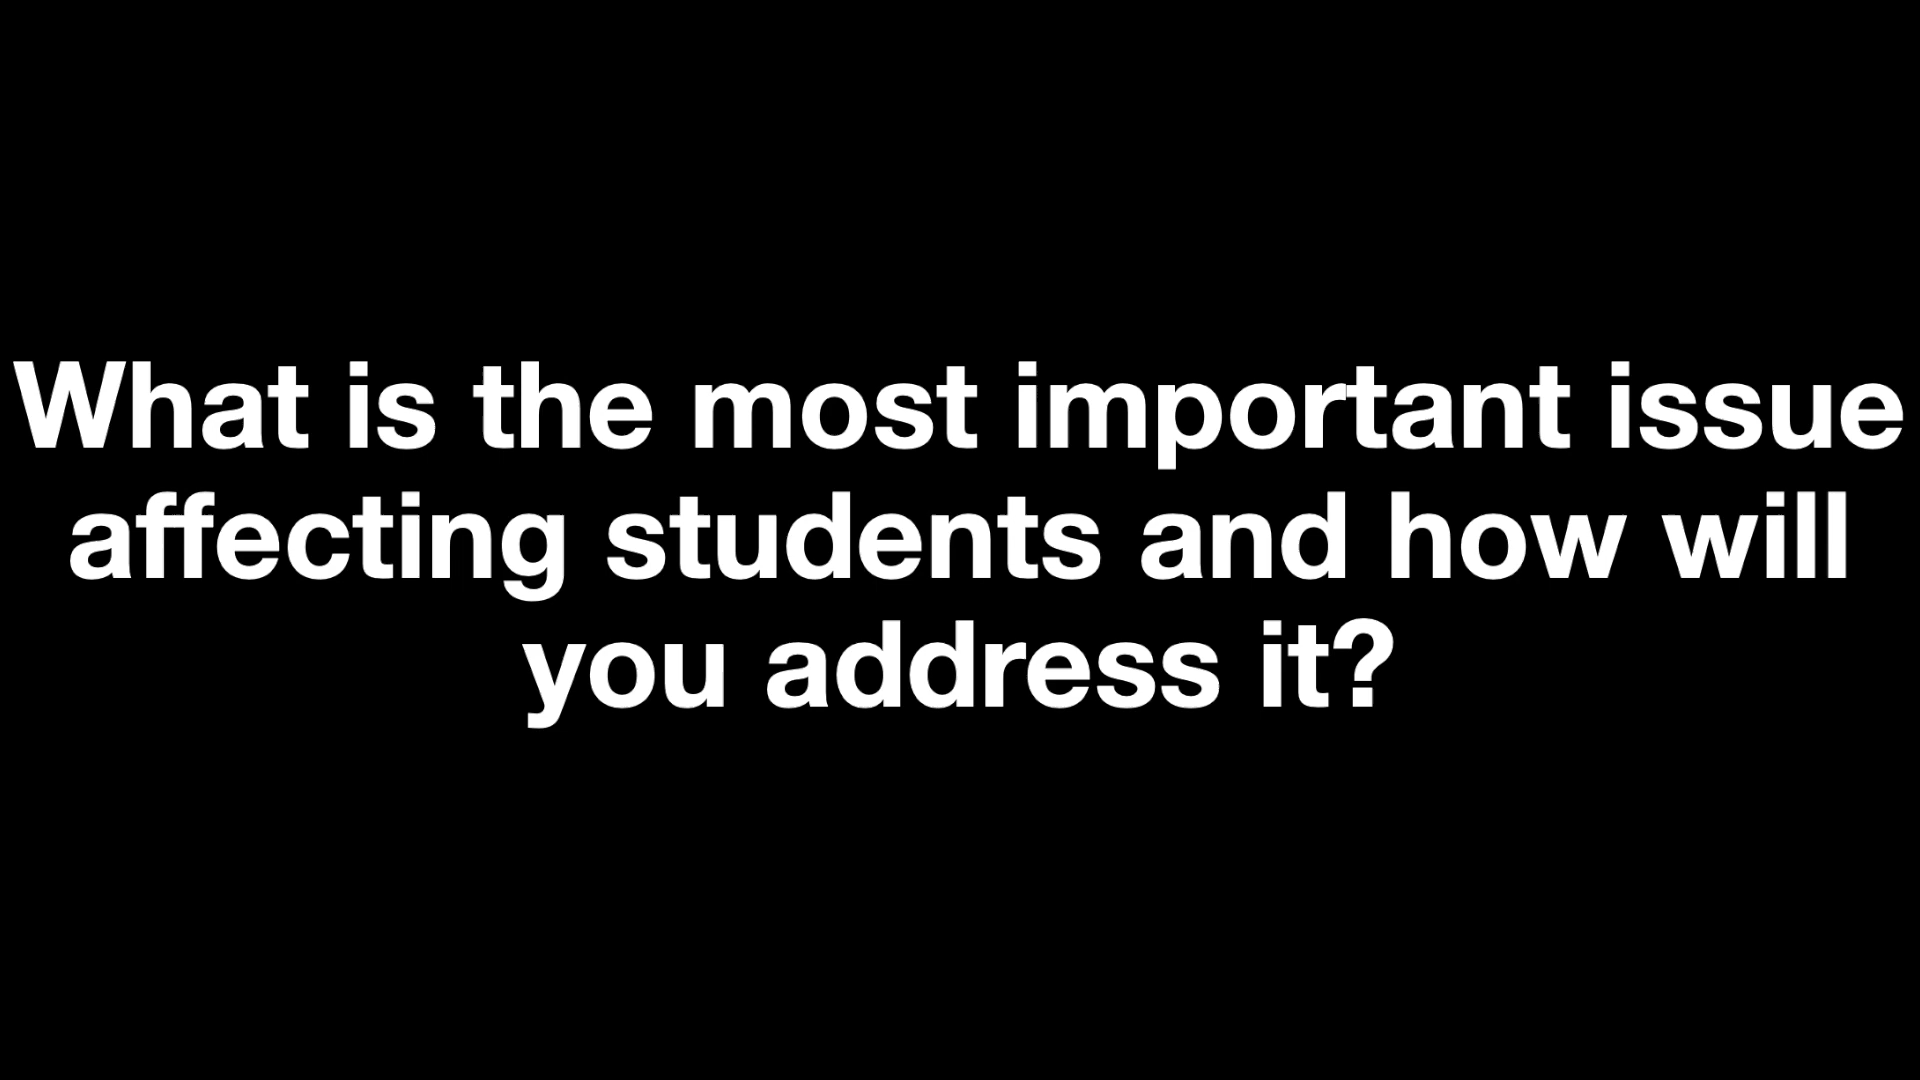 What is the most important issue
affecting students and how will
you address it?